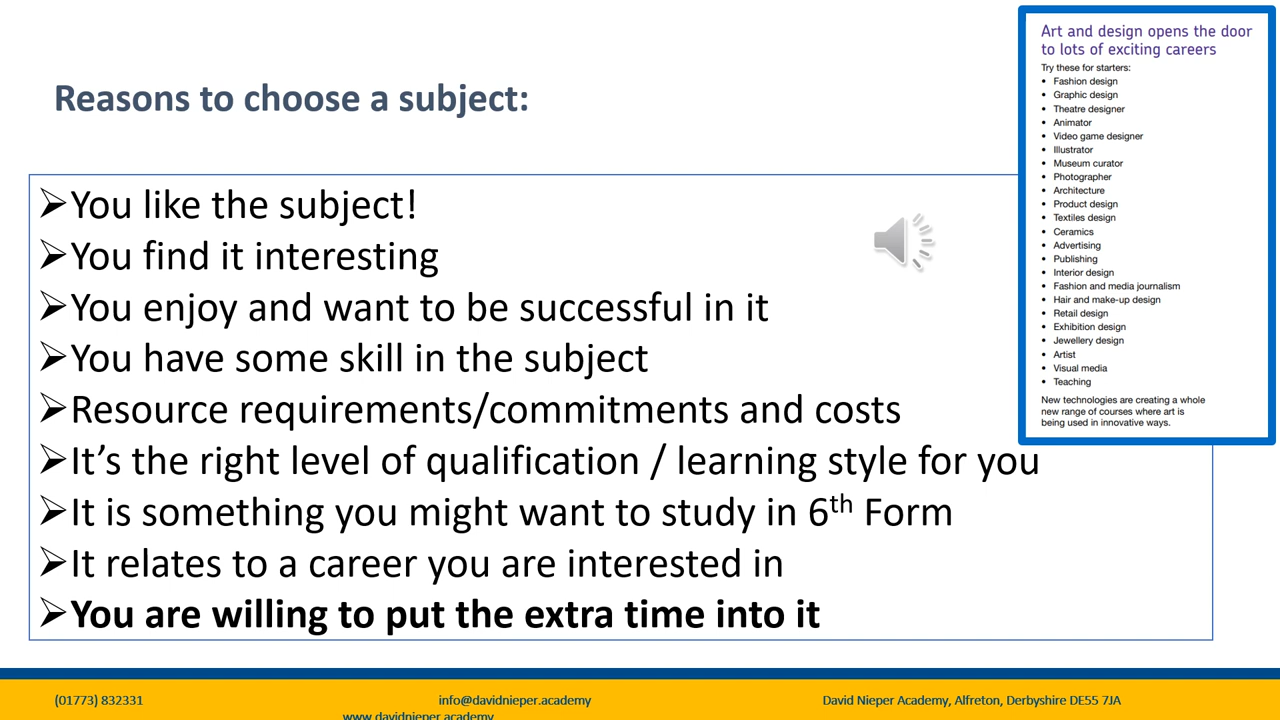 Reasons to choose a subject:
You like the subject!
You find it interesting
You enjoy and want to be successful in it
You have some skill in the subject
Resource requirements/commitments and costs
It's the right level of qualification / learning style for you
It is something you might want to study in 6th Form
It relates to a career you are interested in
You are willing to put the extra time into it
Art and design opens the door
to lots of exciting careers
Try these for starters:
• Fashion design
• Graphic design
• Theatre designer
• Animator
• Video game designer
• Illustrator
• Museum curator
• Photographer
• Architecture
• Product design
• Textiles design
• Ceramics
• Advertising
• Publishing
• Interior design
• Fashion and media journalism
• Hair and make-up design
• Retail design
• Exhibition design
• Jewellery design
• Artist
• Visual media
• Teaching
New technologies are creating a whole
new range of courses where art is
being used in innovative ways.
(01773) 832331 info@davidnieper.academy David Nieper Academy, Alfreton, Derbyshire DE55 7JA
www.davidnieper.academy